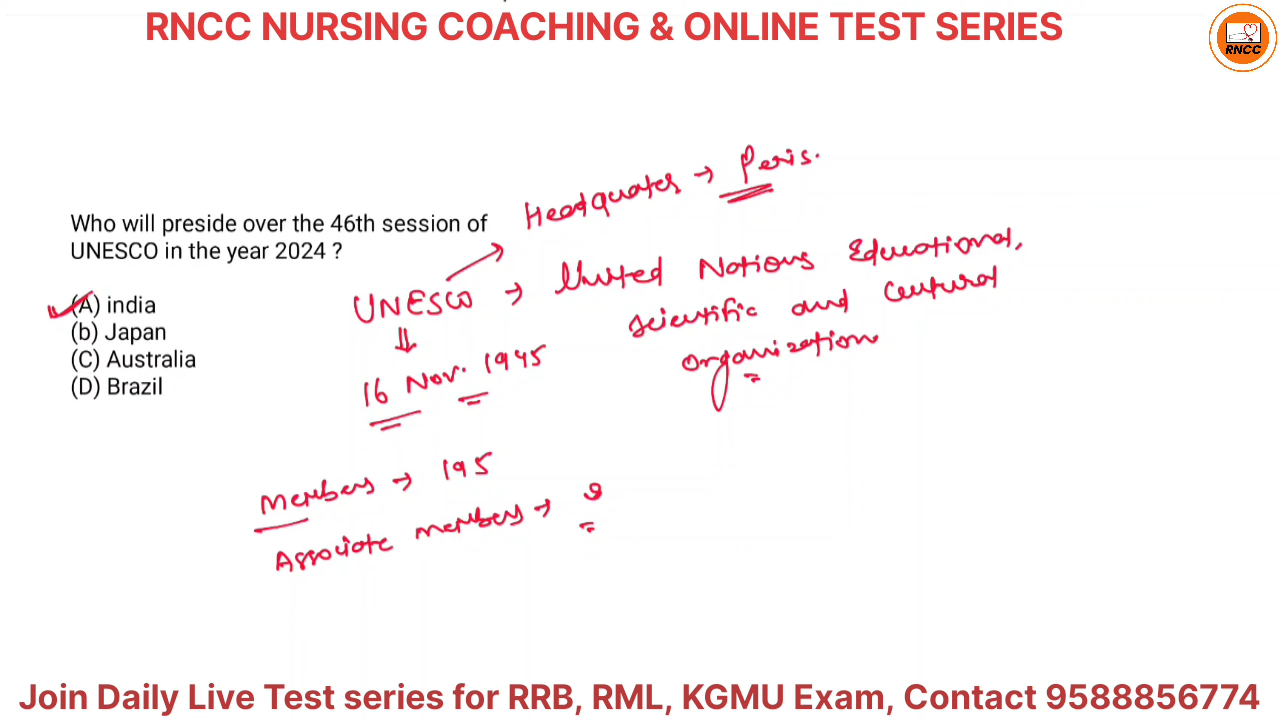 RNCC NURSING COACHING & ONLINE TEST SERIES
RNCC
Headquates → Peris.
Who will preside over the 46th session of
UNESCO in the year 2024 ?
UNESCO → United Nations Educational,
scientific and Cultural
organization
(A) india
(b) Japan
(C) Australia
(D) Brazil
16 Nov. 1945
Members → 195
Associate members →
Join Daily Live Test series for RRB, RML, KGMU Exam, Contact 9588856774